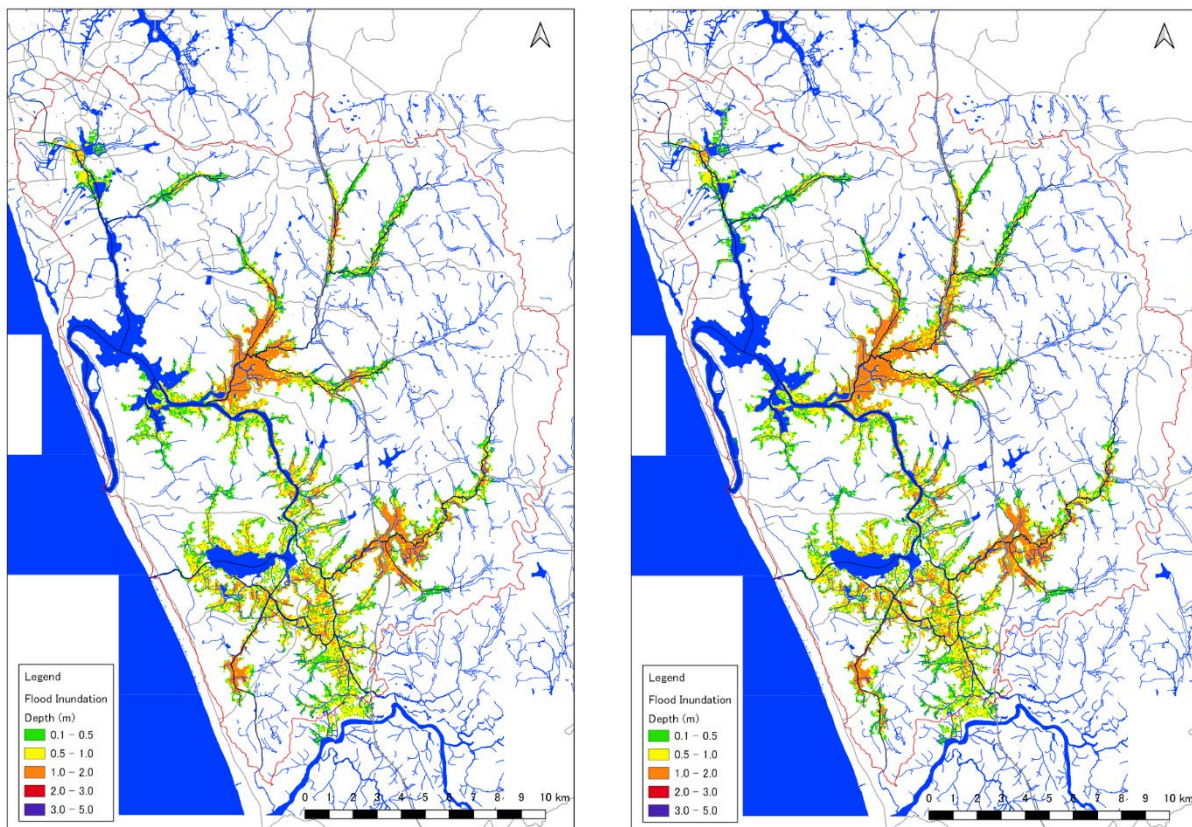 Legend
Flood Inundation
Depth (m)
0.1 - 0.5
0.5 - 1.0
1.0 - 2.0
2.0 - 3.0
3.0 - 5.0
0 1 2 3 4 5 6 7 8 9 10 km
Legend
Flood Inundation
Depth (m)
0.1 - 0.5
0.5 - 1.0
1.0 - 2.0
2.0 - 3.0
3.0 - 5.0
0 1 2 3 4 5 6 7 8 9 10 km